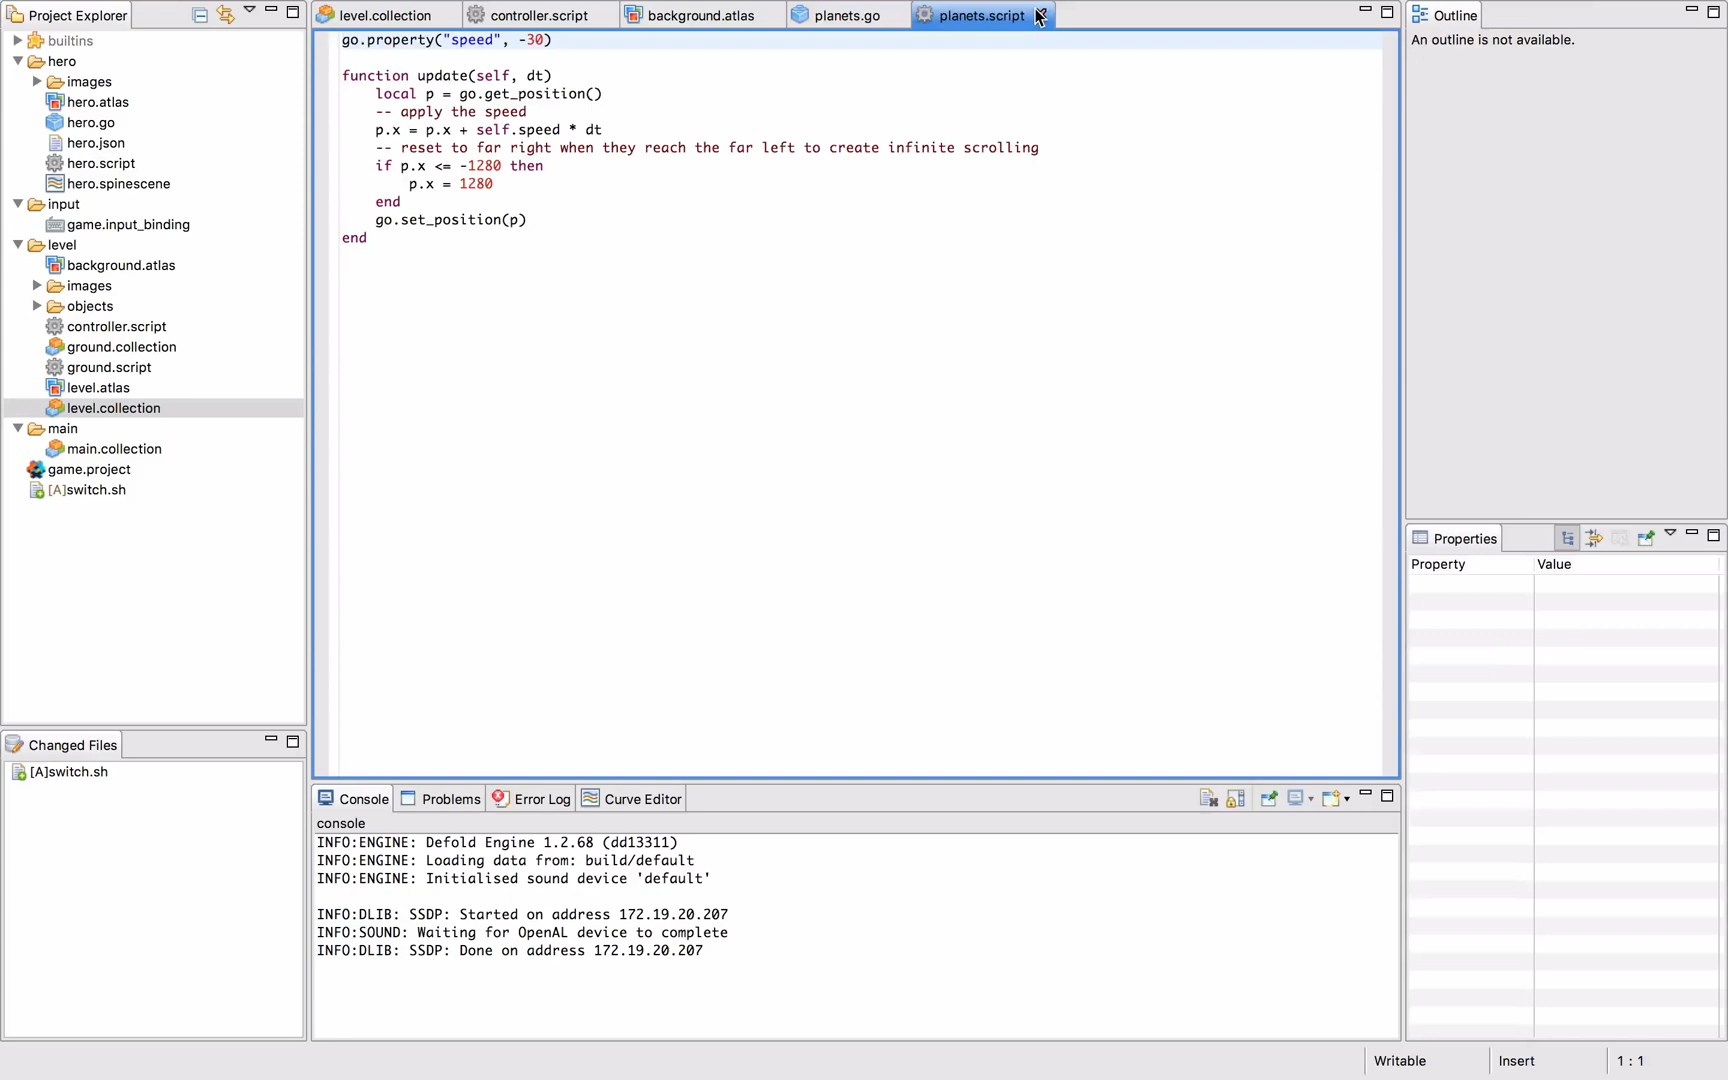 Project Explorer
builtins
hero
images
hero.atlas
hero.go
hero.json
hero.script
hero.spinescene
input
game.input_binding
level
background.atlas
images
objects
controller.script
ground.collection
ground.script
level.atlas
level.collection
main
main.collection
game.project
[A]switch.sh
Changed Files
[A]switch.sh
level.collection controller.script background.atlas planets.go planets.script
go.property("speed", -30)
function update(self, dt)
local p = go.get_position()
-- apply the speed
p.x = p.x + self.speed * dt
-- reset to far right when they reach the far left to create infinite scrolling
if p.x <= -1280 then
p.x = 1280
end
go.set_position(p)
end
Console Problems Error Log Curve Editor
console
INFO:ENGINE: Defold Engine 1.2.68 (dd13311)
INFO:ENGINE: Loading data from: build/default
INFO:ENGINE: Initialised sound device 'default'
INFO:DLIB: SSDP: Started on address 172.19.20.207
INFO:SOUND: Waiting for OpenAL device to complete
INFO:DLIB: SSDP: Done on address 172.19.20.207
Outline
An outline is not available.
Properties
Property Value
Writable Insert 1 : 1